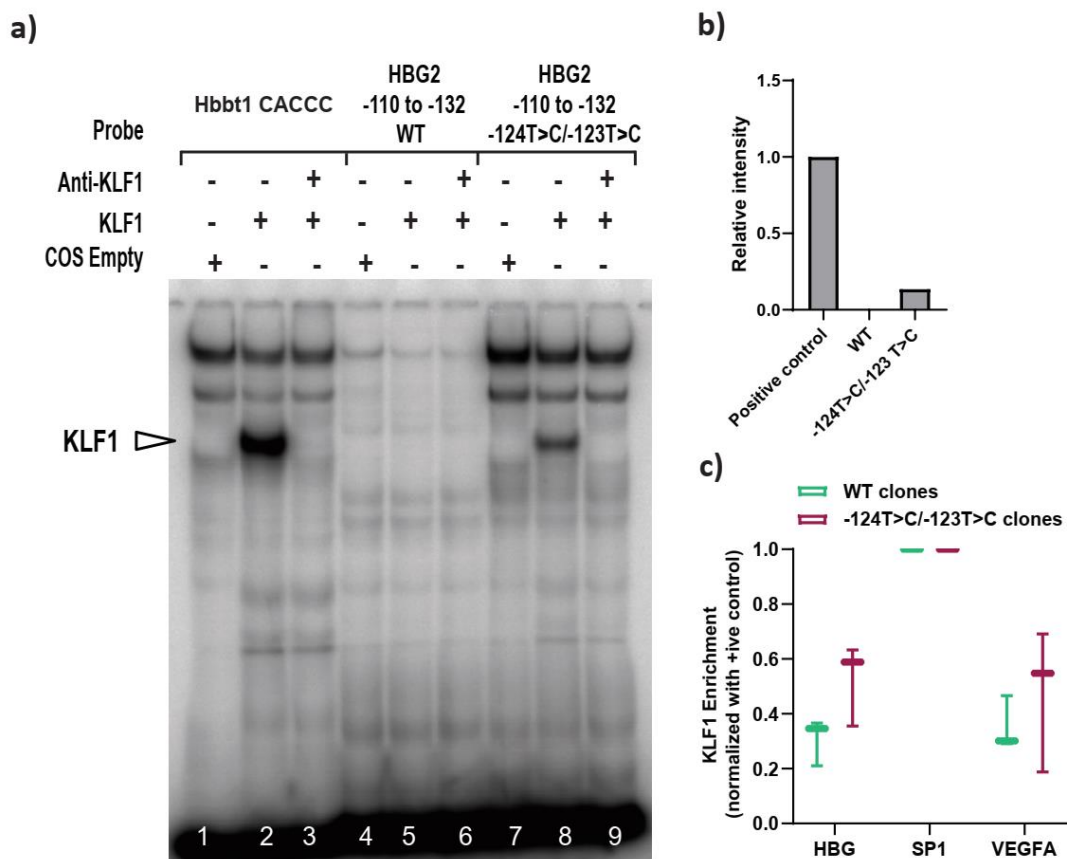 a)
Probe
Hbbt1 CACCC
HBG2
-110 to -132
WT
HBG2
-110 to -132
-124T>C/-123T>C
Anti-KLF1 - - + - - + - - +
KLF1 - + + - + + - + +
COS Empty + - - + - - + - -
KLF1
1 2 3 4 5 6 7 8 9
b)
Relative intensity
1.5
1.0
0.5
0.0
Positive control
WT
-124T>C/-123 T>C
c)
WT clones
-124T>C/-123T>C clones
KLF1 Enrichment
(normalized with +ive control)
1.0
0.8
0.6
0.4
0.2
0.0
HBG SP1 VEGFA